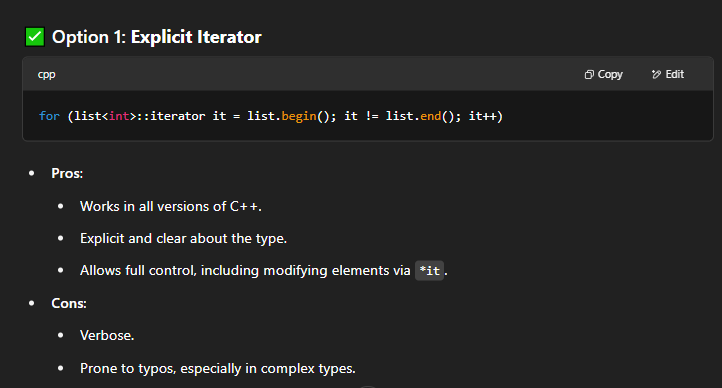 ✅ Option 1: Explicit Iterator
cpp
Copy
Edit
for (list<int>::iterator it = list.begin(); it != list.end(); it++)
• Pros:
• Works in all versions of C++.
• Explicit and clear about the type.
• Allows full control, including modifying elements via *it.
• Cons:
• Verbose.
• Prone to typos, especially in complex types.